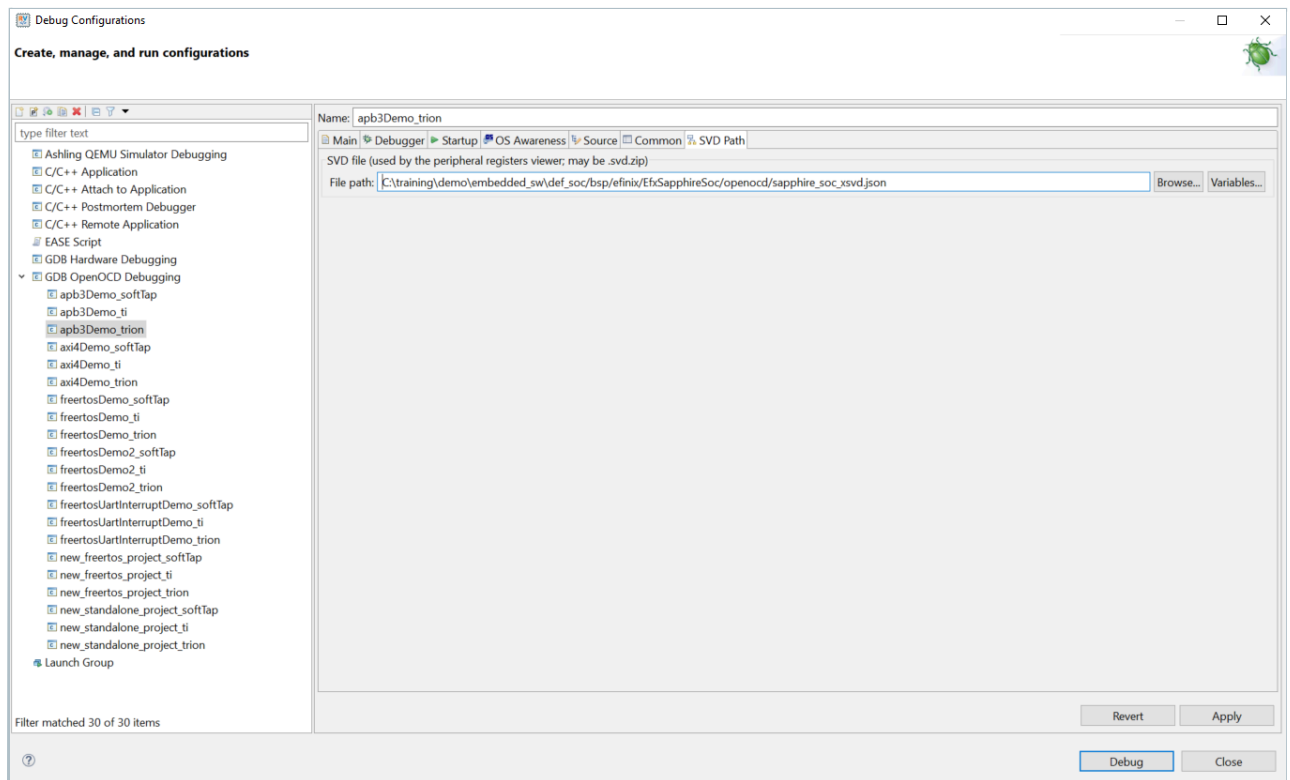 Debug Configurations
Create, manage, and run configurations
type filter text
Ashling QEMU Simulator Debugging
C/C++ Application
C/C++ Attach to Application
C/C++ Postmortem Debugger
C/C++ Remote Application
EASE Script
GDB Hardware Debugging
GDB OpenOCD Debugging
apb3Demo_softTap
apb3Demo_ti
apb3Demo_trion
axi4Demo_softTap
axi4Demo_ti
axi4Demo_trion
freertosDemo_softTap
freertosDemo_ti
freertosDemo_trion
freertosDemo2_softTap
freertosDemo2_ti
freertosDemo2_trion
freertosUartInterruptDemo_softTap
freertosUartInterruptDemo_ti
freertosUartInterruptDemo_trion
new_freertos_project_softTap
new_freertos_project_ti
new_freertos_project_trion
new_standalone_project_softTap
new_standalone_project_ti
new_standalone_project_trion
Launch Group
Filter matched 30 of 30 items
Name: apb3Demo_trion
Main Debugger Startup OS Awareness Source Common SVD Path
SVD file (used by the peripheral registers viewer; may be .svd.zip)
File path: C:\training\demo\embedded_sw\def_soc/bsp/efinix/EfxSapphireSoc/openocd/sapphire_soc_xsvd.json Browse... Variables...
Revert Apply
Debug Close